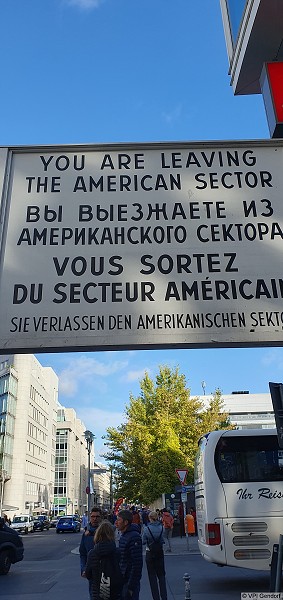 YOU ARE LEAVING
THE AMERICAN SECTOR
ВЫ ВЫЕЗЖАЕТЕ ИЗ
АМЕРИКАНСКОГО СЕКТОРА
VOUS SORTEZ
DU SECTEUR AMÉRICAIN
SIE VERLASSEN DEN AMERIKANISCHEN SEKTO
Ihr Reis
© VPI Gendorf